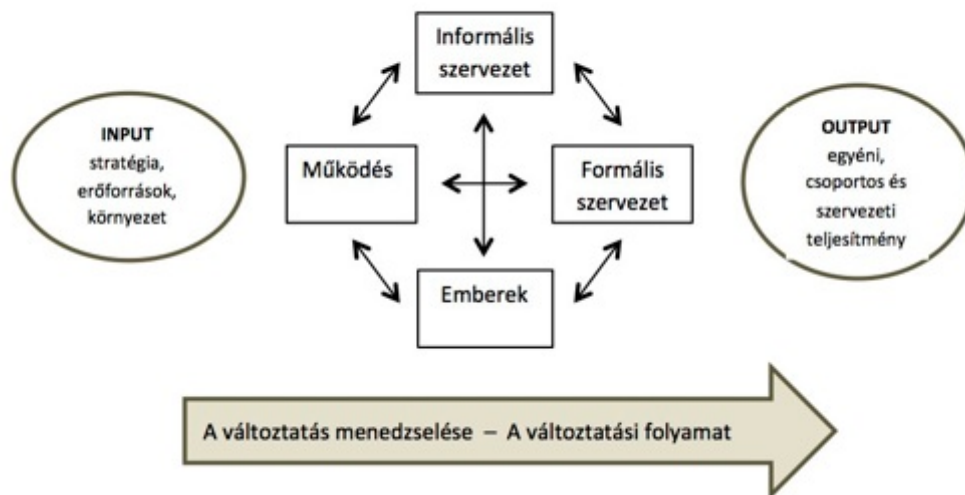 Informális
szervezet
INPUT
stratégia,
erőforrások,
környezet
Működés
Formális
szervezet
OUTPUT
egyéni,
csoportos és
szervezeti
teljesítmény
Emberek
A változtatás menedzselése – A változtatási folyamat